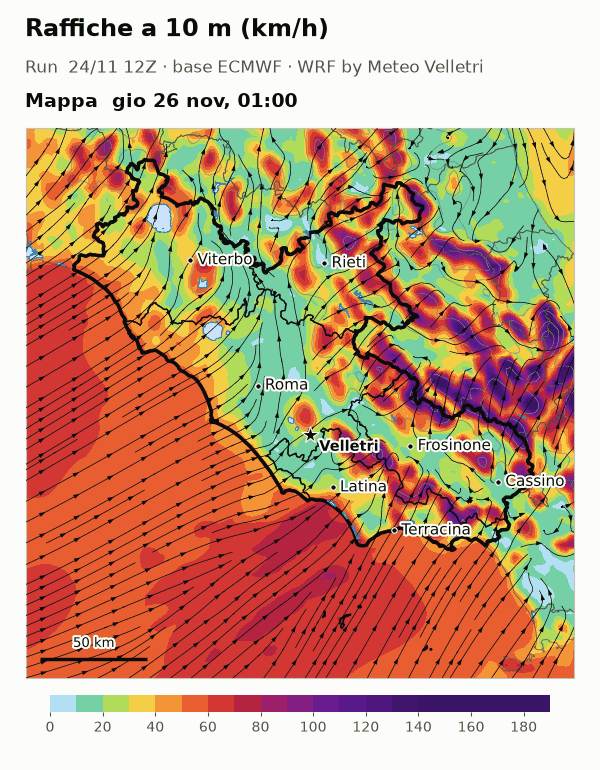 Raffiche a 10 m (km/h)
Run 24/11 12Z · base ECMWF · WRF by Meteo Velletri
Mappa gio 26 nov, 01:00
Viterbo
Rieti
Roma
Velletri
Frosinone
Cassino
Latina
Terracina
50 km
0 20 40 60 80 100 120 140 160 180